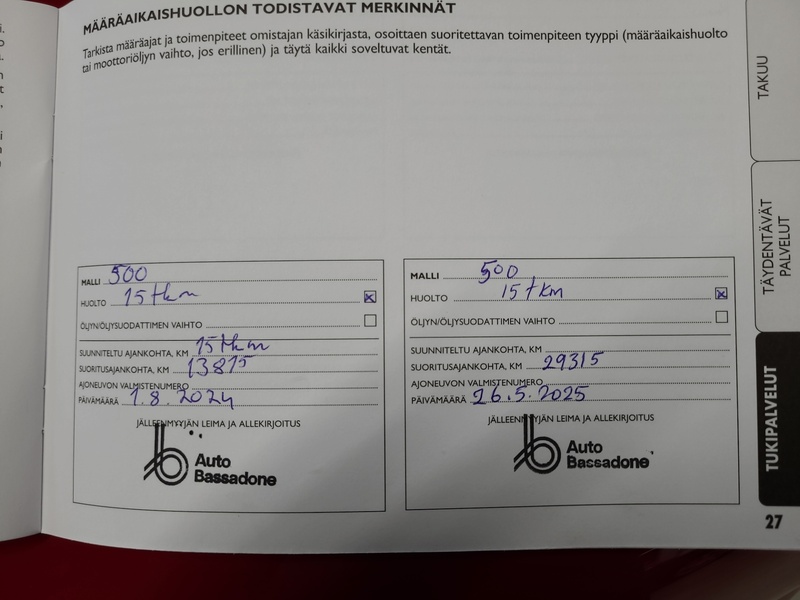 MÄÄRÄAIKAISHUOLLON TODISTAVAT MERKINNÄT
Tarkista määräajat ja toimenpiteet omistajan käsikirjasta, osoittaen suoritettavan toimenpiteen tyyppi (määräaikaishuolto
tai moottoriöljyn vaihto, jos erillinen) ja täytä kaikki soveltuvat kentät.
MALLI 500
HUOLTO 15 tkm
ÖLJYN/ÖLJYSUODATTIMEN VAIHTO
SUUNNITELTU AJANKOHTA, KM 15tkm
SUORITUSAJANKOHTA, KM 13815
AJONEUVON VALMISTENUMERO
PÄIVÄMÄÄRÄ 1.8.2024
JÄLLEENMYYJÄN LEIMA JA ALLEKIRJOITUS
Auto
Bassadone
MALLI 500
HUOLTO 15 tkm
ÖLJYN/ÖLJYSUODATTIMEN VAIHTO
SUUNNITELTU AJANKOHTA, KM
SUORITUSAJANKOHTA, KM 29315
AJONEUVON VALMISTENUMERO
PÄIVÄMÄÄRÄ 26.5.2025
JÄLLEENMYYJÄN LEIMA JA ALLEKIRJOITUS
Auto
Bassadone
TAKUU
TÄYDENTÄVÄT
PALVELUT
TUKIPALVELUT
27